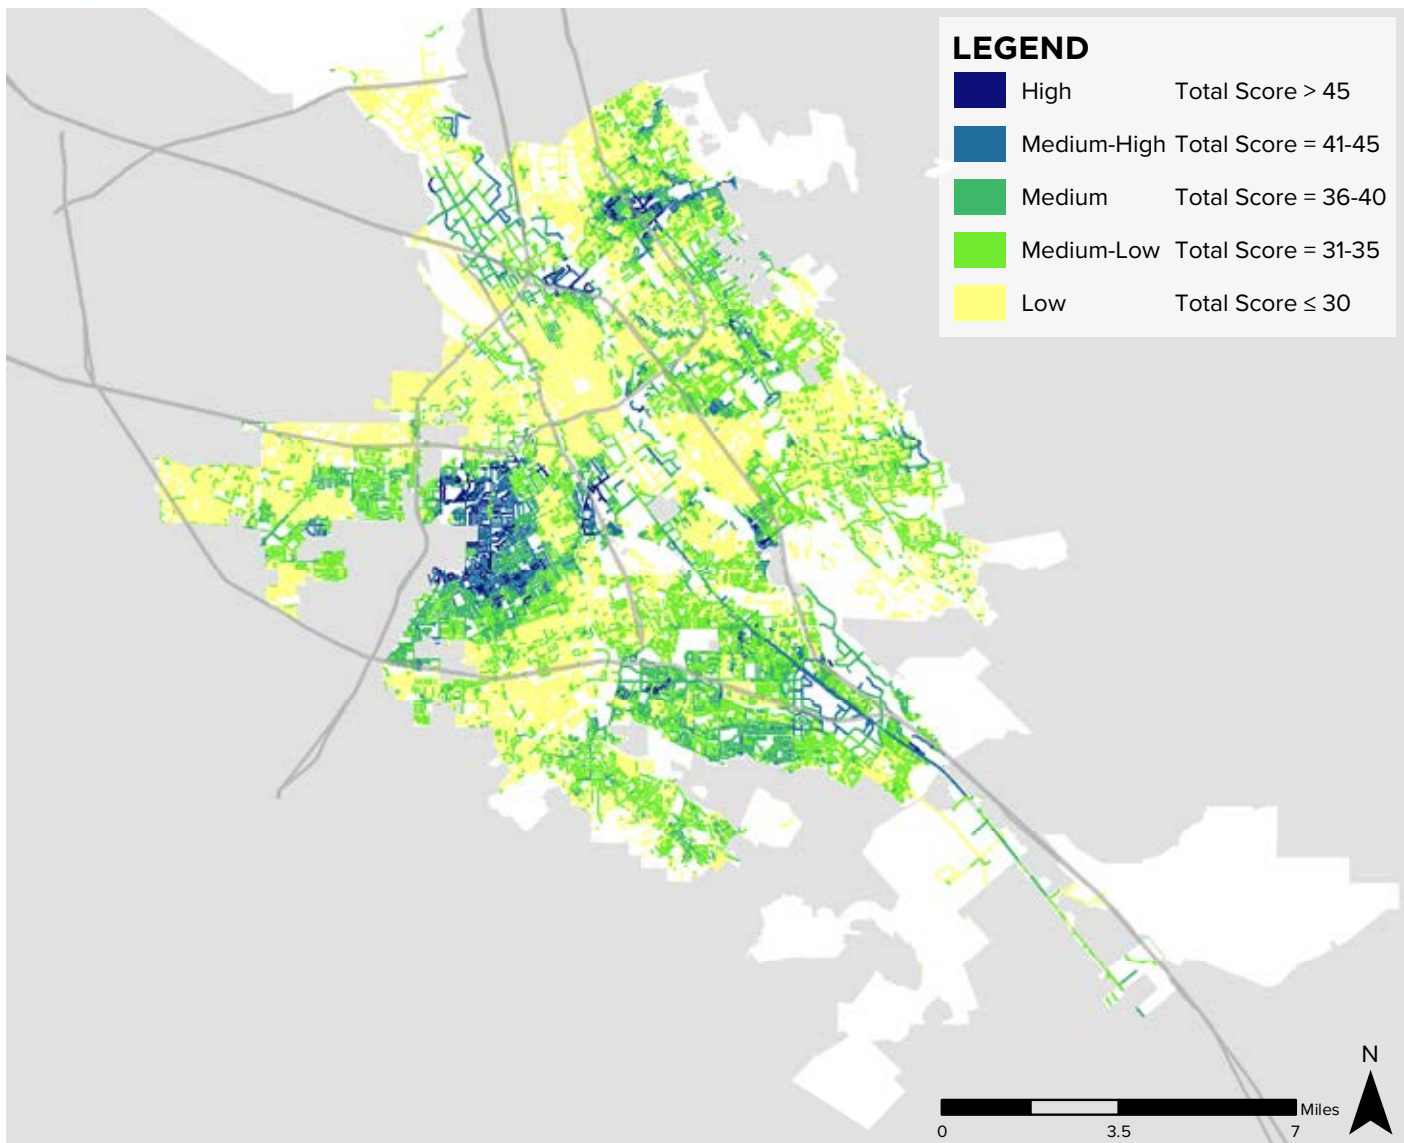 LEGEND
High Total Score > 45
Medium-High Total Score = 41-45
Medium Total Score = 36-40
Medium-Low Total Score = 31-35
Low Total Score ≤ 30
N
Miles
0 3.5 7